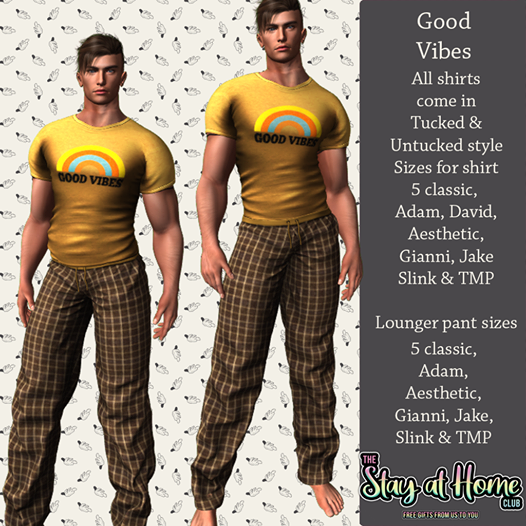 GOOD VIBES
GOOD VIBES
Good
Vibes
All shirts
come in
Tucked &
Untucked style
Sizes for shirt
5 classic,
Adam, David,
Aesthetic,
Gianni, Jake
Slink & TMP
Lounger pant sizes
5 classic,
Adam,
Aesthetic,
Gianni, Jake,
Slink & TMP
THE
Stay at Home
CLUB
FREE GIFTS FROM US TO YOU